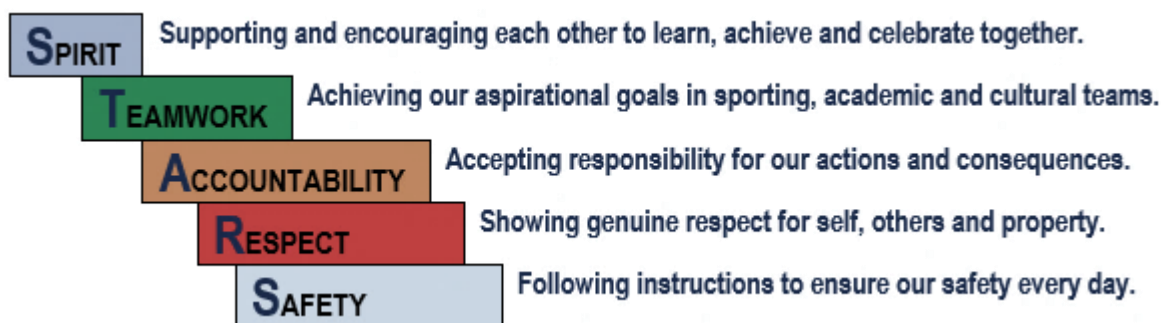 SPIRIT Supporting and encouraging each other to learn, achieve and celebrate together.
TEAMWORK Achieving our aspirational goals in sporting, academic and cultural teams.
ACCOUNTABILITY Accepting responsibility for our actions and consequences.
RESPECT Showing genuine respect for self, others and property.
SAFETY Following instructions to ensure our safety every day.